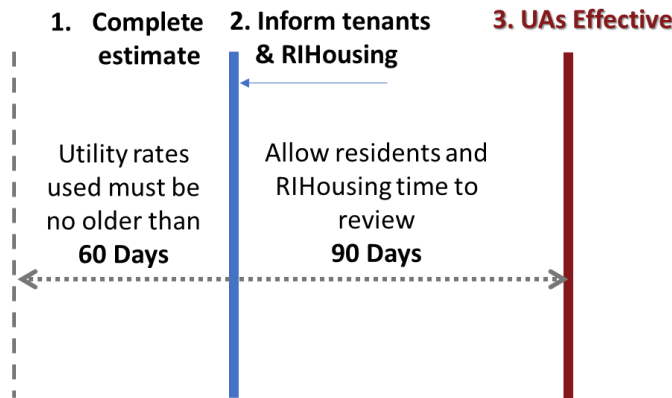 1. Complete estimate
2. Inform tenants & RIHousing
3. UAs Effective
Utility rates
used must be
no older than
60 Days
Allow residents and
RIHousing time to
review
90 Days